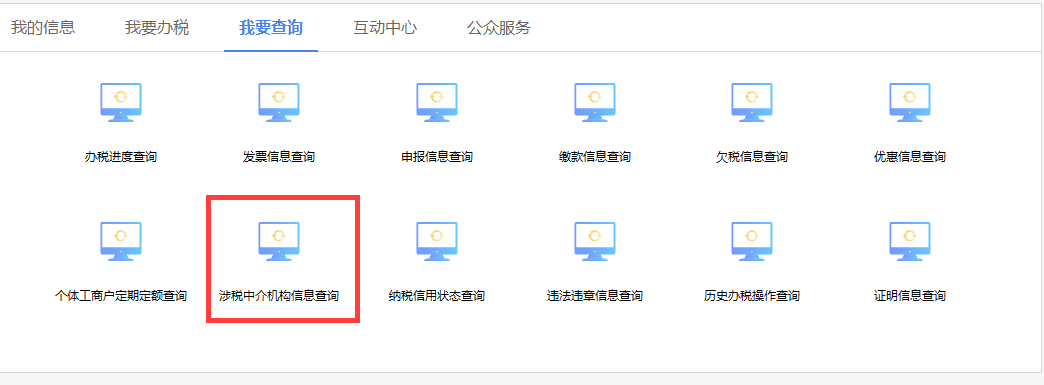 我的信息 我要办税 我要查询 互动中心 公众服务
办税进度查询 发票信息查询 申报信息查询 缴款信息查询 欠税信息查询 优惠信息查询
个体工商户定期定额查询 涉税中介机构信息查询 纳税信用状态查询 违法违章信息查询 历史办税操作查询 证明信息查询